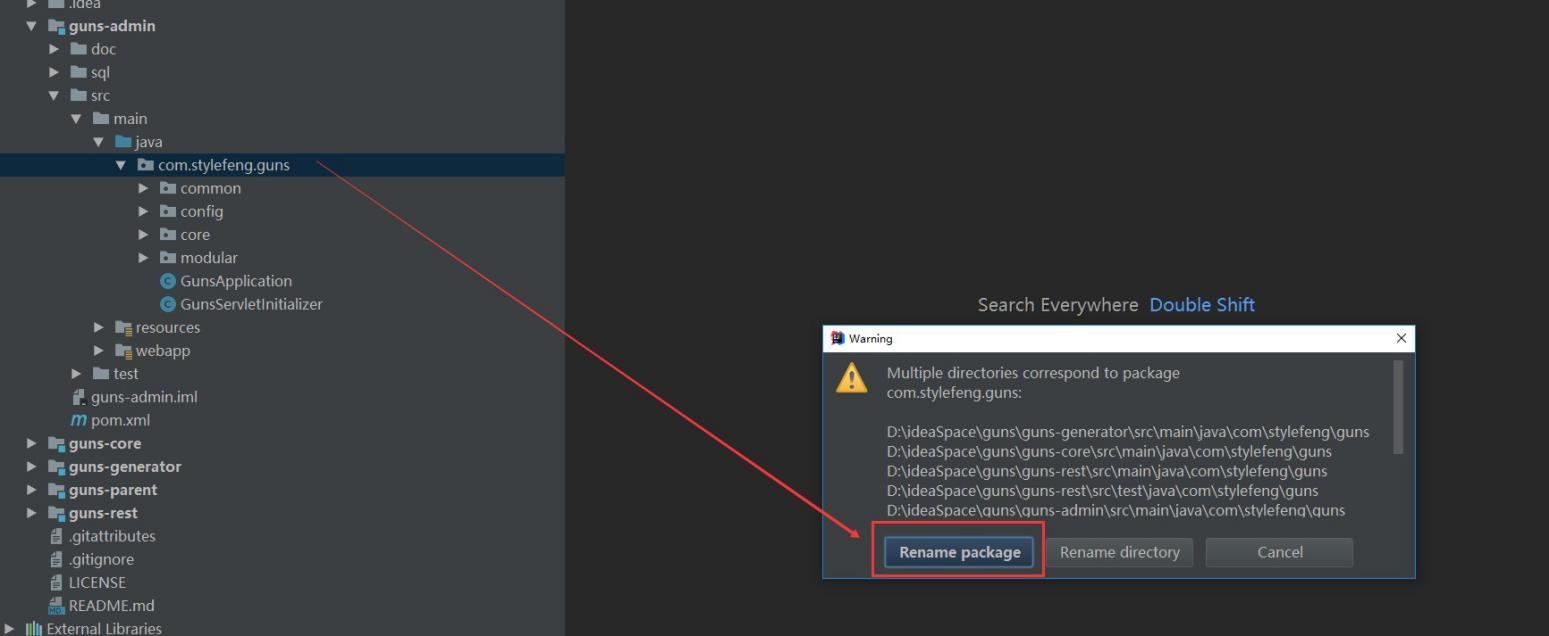 .idea
guns-admin
doc
sql
src
main
java
com.stylefeng.guns
common
config
core
modular
GunsApplication
GunsServletInitializer
resources
webapp
test
guns-admin.iml
pom.xml
guns-core
guns-generator
guns-parent
guns-rest
.gitattributes
.gitignore
LICENSE
README.md
External Libraries
Search Everywhere Double Shift
Warning
Multiple directories correspond to package
com.stylefeng.guns:
D:\ideaSpace\guns\guns-generator\src\main\java\com\stylefeng\guns
D:\ideaSpace\guns\guns-core\src\main\java\com\stylefeng\guns
D:\ideaSpace\guns\guns-rest\src\main\java\com\stylefeng\guns
D:\ideaSpace\guns\guns-rest\src\test\java\com\stylefeng\guns
D:\ideaSpace\guns\guns-admin\src\main\java\com\stylefeng\guns
Rename package
Rename directory
Cancel